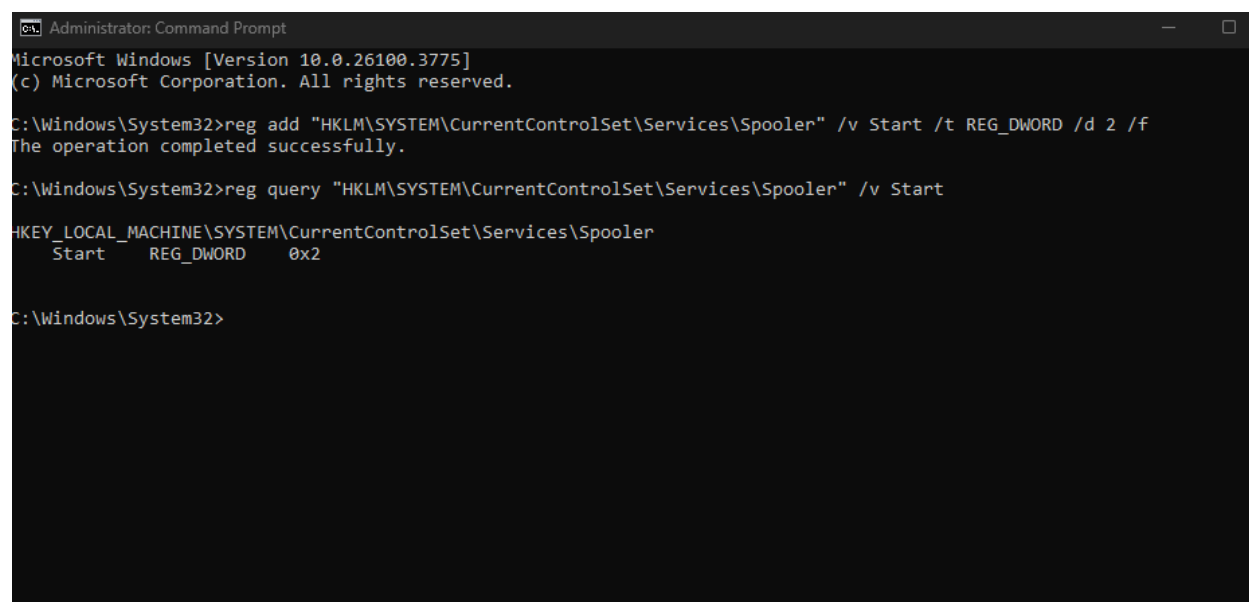 Administrator: Command Prompt
Microsoft Windows [Version 10.0.26100.3775]
(c) Microsoft Corporation. All rights reserved.
C:\Windows\System32>reg add "HKLM\SYSTEM\CurrentControlSet\Services\Spooler" /v Start /t REG_DWORD /d 2 /f
The operation completed successfully.
C:\Windows\System32>reg query "HKLM\SYSTEM\CurrentControlSet\Services\Spooler" /v Start
HKEY_LOCAL_MACHINE\SYSTEM\CurrentControlSet\Services\Spooler
    Start    REG_DWORD    0x2
C:\Windows\System32>